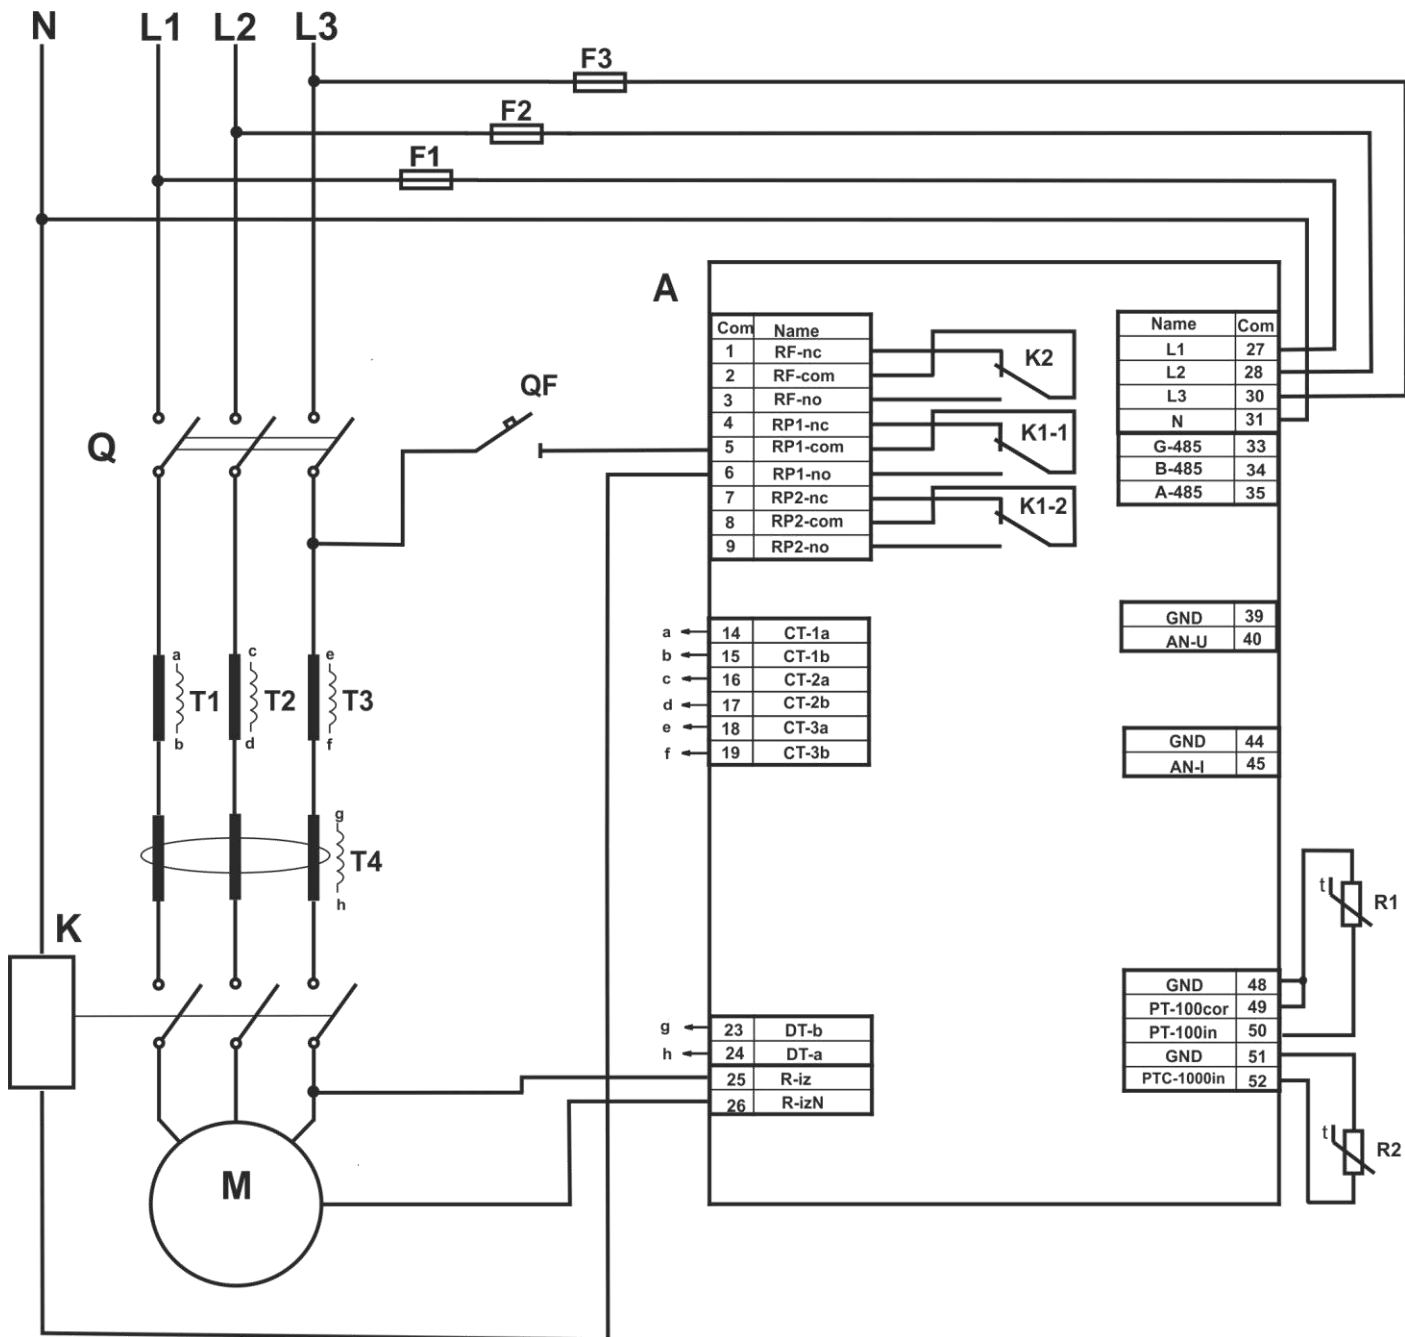 N L1 L2 L3
F3
F2
F1
A
Com Name
1 RF-nc
2 RF-com
3 RF-no
4 RP1-nc
5 RP1-com
6 RP1-no
7 RP2-nc
8 RP2-com
9 RP2-no
K2
K1-1
K1-2
Name Com
L1 27
L2 28
L3 30
N 31
G-485 33
B-485 34
A-485 35
QF
Q
a 14 CT-1a
b 15 CT-1b
c 16 CT-2a
d 17 CT-2b
e 18 CT-3a
f 19 CT-3b
GND 39
AN-U 40
a c e
T1 T2 T3
b d f
GND 44
AN-I 45
g
T4
h
K
t R1
GND 48
PT-100cor 49
PT-100in 50
GND 51
PTC-1000in 52
g 23 DT-b
h 24 DT-a
25 R-iz
26 R-izN
t R2
M